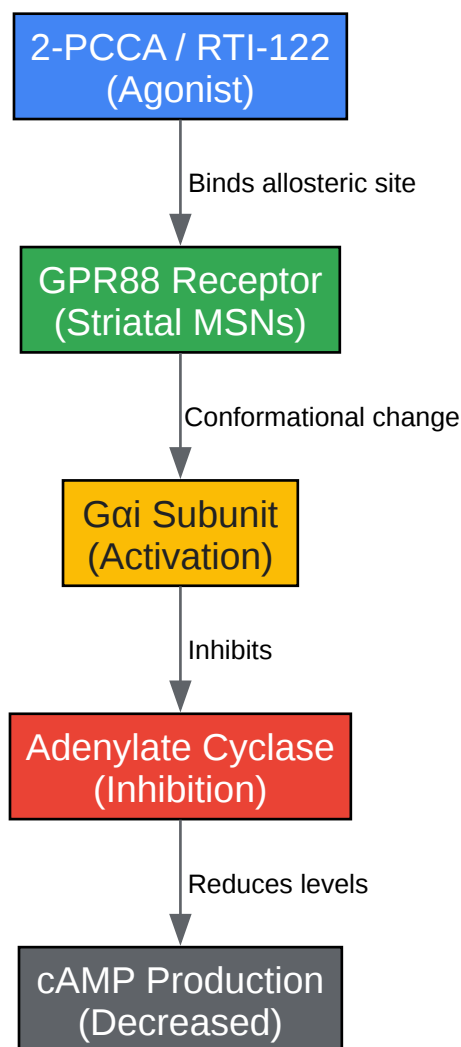 2-PCCA / RTI-122
(Agonist)
Binds allosteric site
GPR88 Receptor
(Striatal MSNs)
Conformational change
Gαi Subunit
(Activation)
Inhibits
Adenylate Cyclase
(Inhibition)
Reduces levels
cAMP Production
(Decreased)